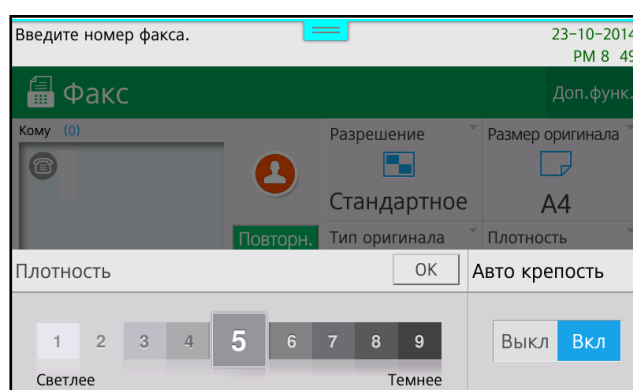 Введите номер факса.
23-10-2014
PM 8 49
Факс
Доп.функ.
Кому (0)
Разрешение
Размер оригинала
Стандартное
A4
Повторн.
Тип оригинала
Плотность
Плотность
OK
Авто крепость
1 2 3 4 5 6 7 8 9
Выкл Вкл
Светлее
Темнее